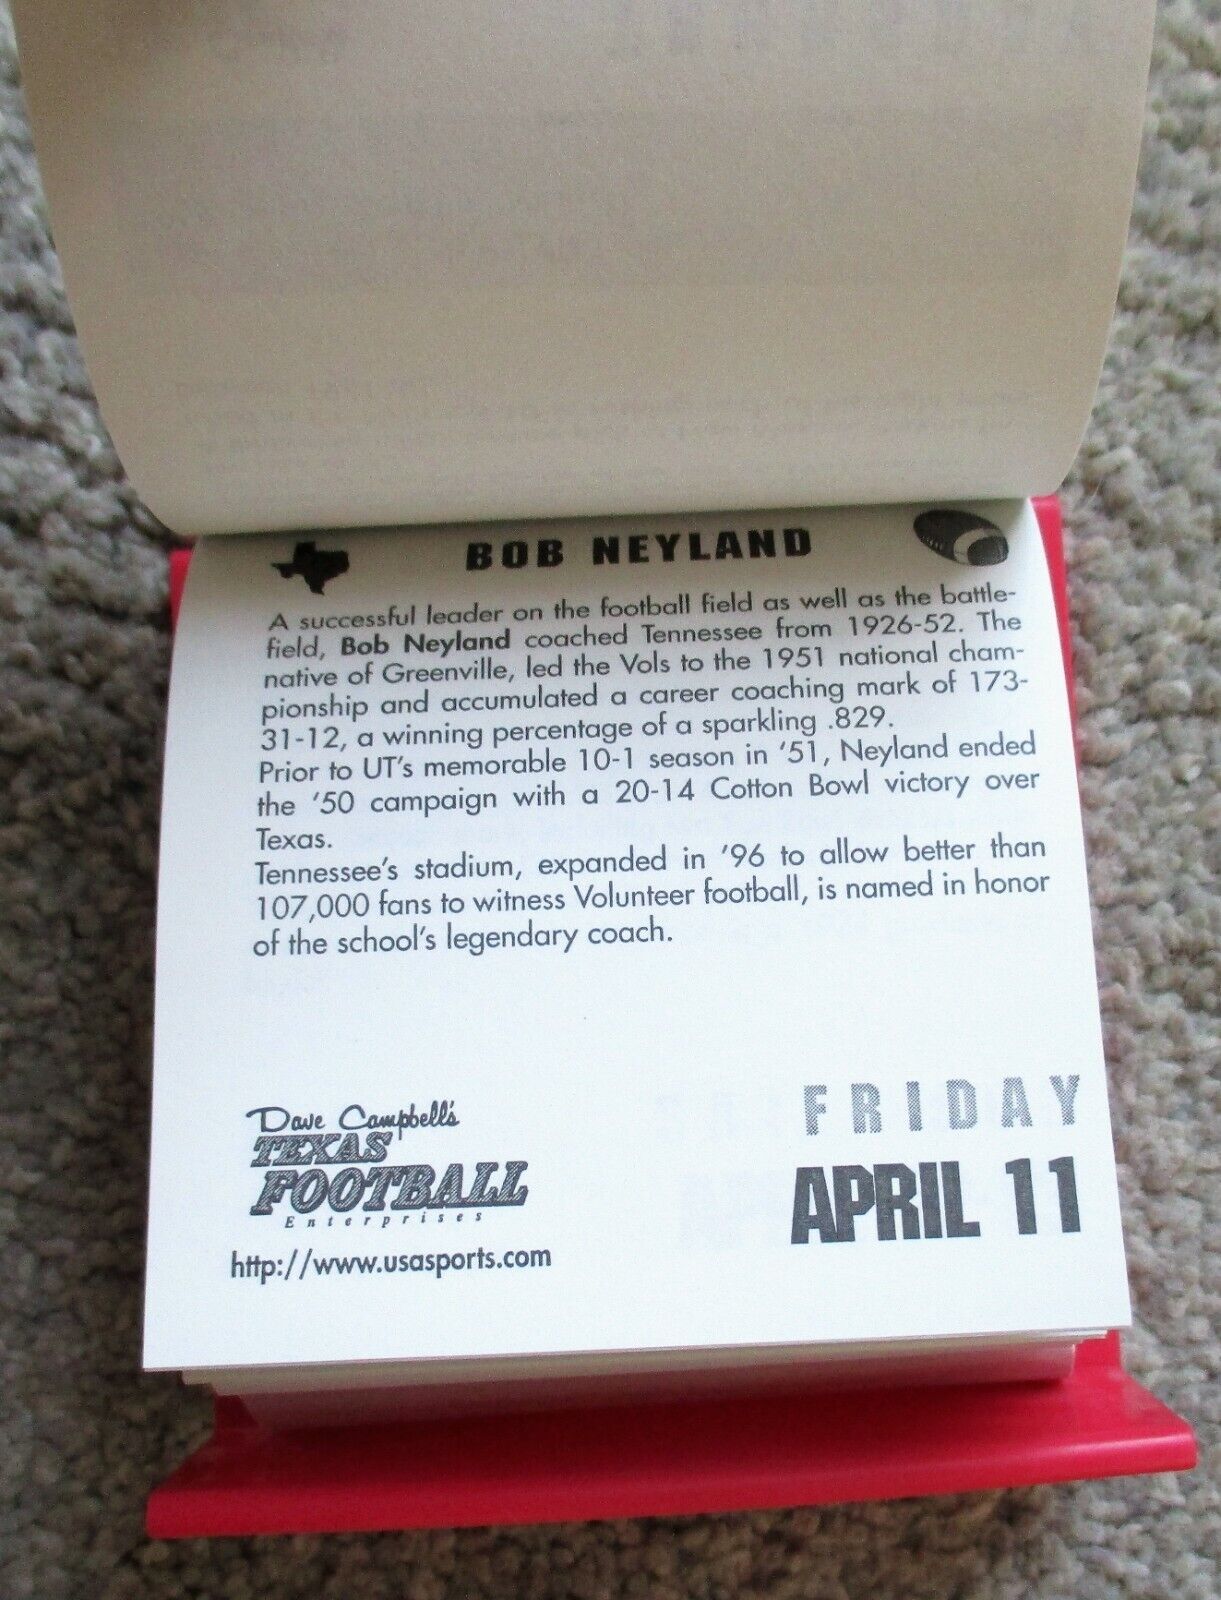 BOB NEYLAND
A successful leader on the football field as well as the battle-
field, Bob Neyland coached Tennessee from 1926-52. The
native of Greenville, led the Vols to the 1951 national cham-
pionship and accumulated a career coaching mark of 173-
31-12, a winning percentage of a sparkling .829.
Prior to UT's memorable 10-1 season in '51, Neyland ended
the '50 campaign with a 20-14 Cotton Bowl victory over
Texas.
Tennessee's stadium, expanded in '96 to allow better than
107,000 fans to witness Volunteer football, is named in honor
of the school's legendary coach.
Dave Campbell's
TEXAS
FOOTBALL
Enterprises
http://www.usasports.com
FRIDAY
APRIL 11